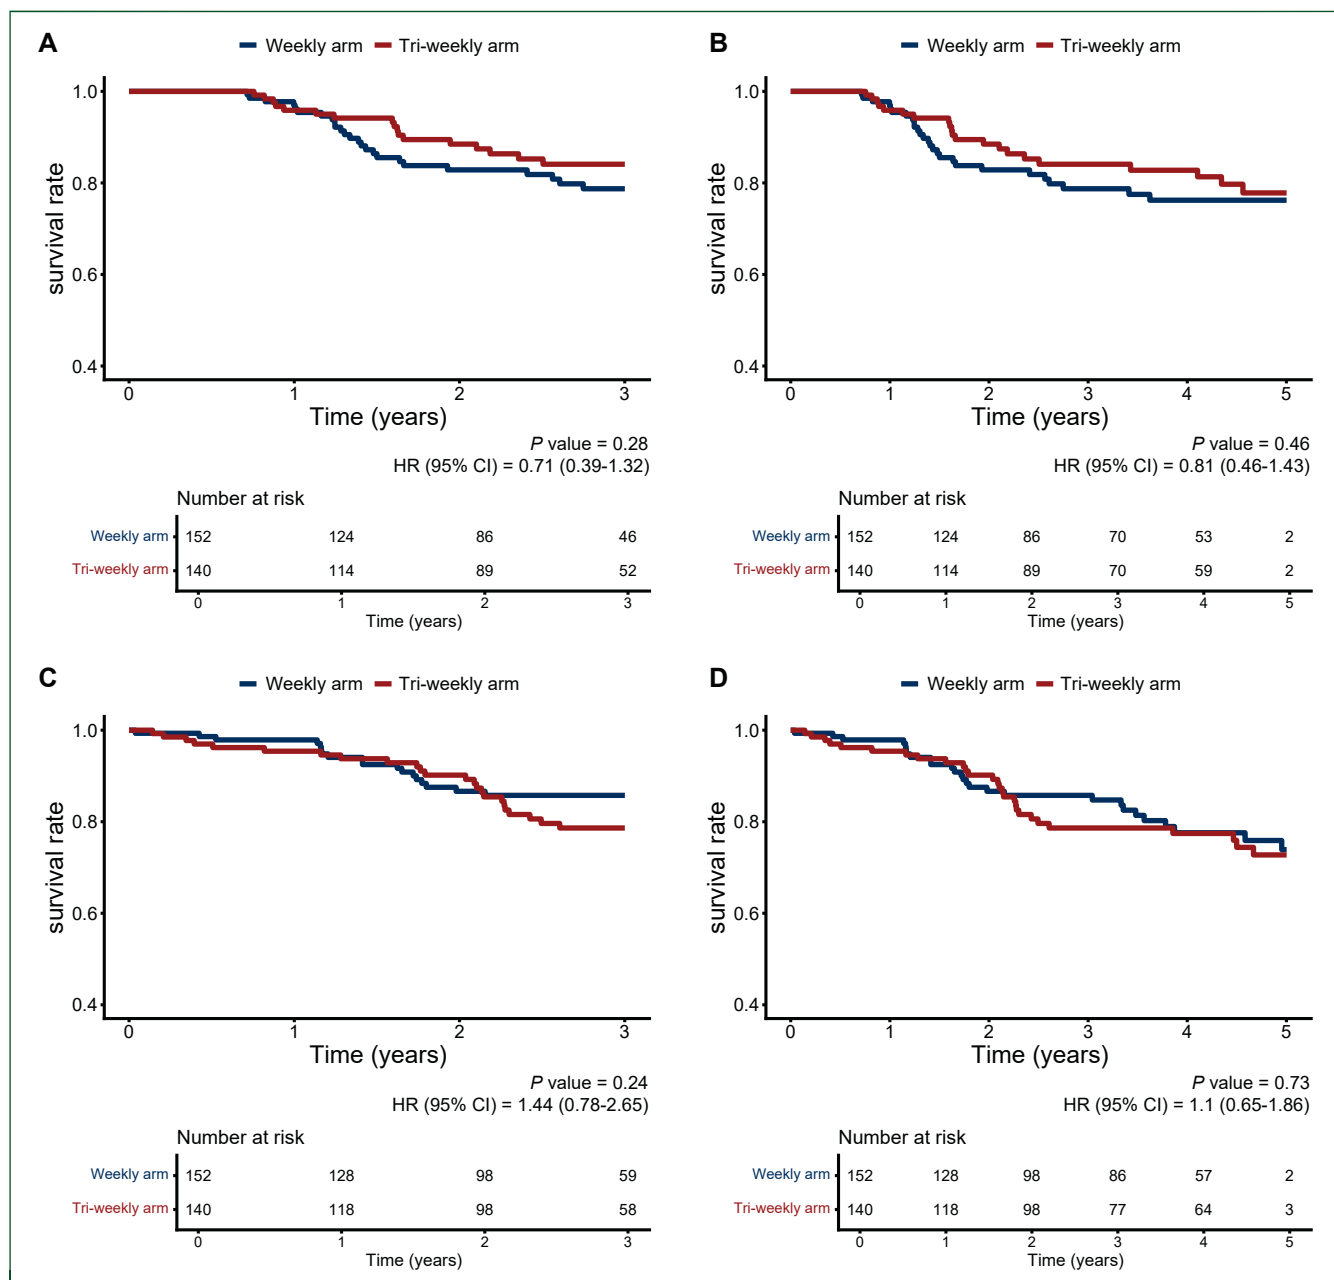 A
Weekly arm Tri-weekly arm
1.0
0.8
0.6
0.4
survival rate
0 1 2 3
Time (years)
P value = 0.28
HR (95% CI) = 0.71 (0.39-1.32)
Number at risk
Weekly arm 152 124 86 46
Tri-weekly arm 140 114 89 52
0 1 2 3
Time (years)
B
Weekly arm Tri-weekly arm
1.0
0.8
0.6
0.4
survival rate
0 1 2 3 4 5
Time (years)
P value = 0.46
HR (95% CI) = 0.81 (0.46-1.43)
Number at risk
Weekly arm 152 124 86 70 53 2
Tri-weekly arm 140 114 89 70 59 2
0 1 2 3 4 5
Time (years)
C
Weekly arm Tri-weekly arm
1.0
0.8
0.6
0.4
survival rate
0 1 2 3
Time (years)
P value = 0.24
HR (95% CI) = 1.44 (0.78-2.65)
Number at risk
Weekly arm 152 128 98 59
Tri-weekly arm 140 118 98 58
0 1 2 3
Time (years)
D
Weekly arm Tri-weekly arm
1.0
0.8
0.6
0.4
survival rate
0 1 2 3 4 5
Time (years)
P value = 0.73
HR (95% CI) = 1.1 (0.65-1.86)
Number at risk
Weekly arm 152 128 98 86 57 2
Tri-weekly arm 140 118 98 77 64 3
0 1 2 3 4 5
Time (years)